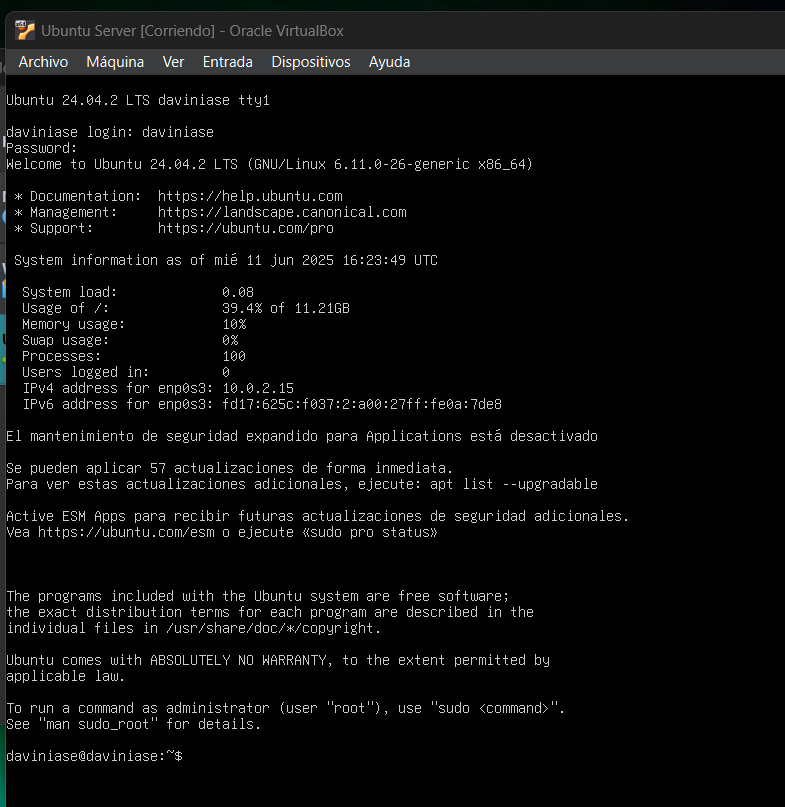 Ubuntu Server [Corriendo] - Oracle VirtualBox
Archivo Máquina Ver Entrada Dispositivos Ayuda
Ubuntu 24.04.2 LTS daviniase tty1
daviniase login: daviniase
Password:
Welcome to Ubuntu 24.04.2 LTS (GNU/Linux 6.11.0-26-generic x86_64)
* Documentation: https://help.ubuntu.com
* Management: https://landscape.canonical.com
* Support: https://ubuntu.com/pro
System information as of mié 11 jun 2025 16:23:49 UTC
System load: 0.08
Usage of /: 39.4% of 11.21GB
Memory usage: 10%
Swap usage: 0%
Processes: 100
Users logged in: 0
IPv4 address for enp0s3: 10.0.2.15
IPv6 address for enp0s3: fd17:625c:f037:2:a00:27ff:fe0a:7de8
El mantenimiento de seguridad expandido para Applications está desactivado
Se pueden aplicar 57 actualizaciones de forma inmediata.
Para ver estas actualizaciones adicionales, ejecute: apt list --upgradable
Active ESM Apps para recibir futuras actualizaciones de seguridad adicionales.
Vea https://ubuntu.com/esm o ejecute «sudo pro status»
The programs included with the Ubuntu system are free software;
the exact distribution terms for each program are described in the
individual files in /usr/share/doc/*/copyright.
Ubuntu comes with ABSOLUTELY NO WARRANTY, to the extent permitted by
applicable law.
To run a command as administrator (user "root"), use "sudo <command>".
See "man sudo_root" for details.
daviniase@daviniase:~$